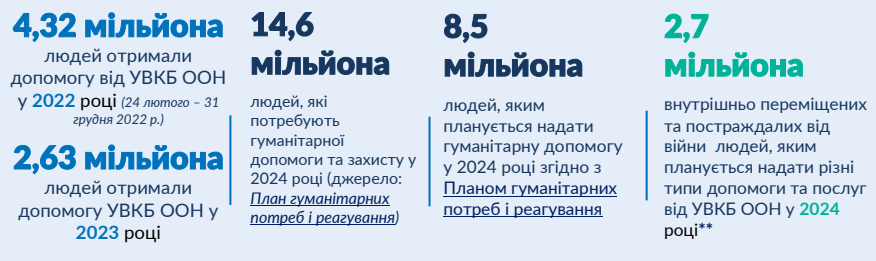 4,32 мільйона
людей отримали
допомогу від УВКБ ООН
у 2022 році (24 лютого – 31
грудня 2022 р.)
2,63 мільйона
людей отримали
допомогу УВКБ ООН у
2023 році
14,6
мільйона
людей, які
потребують
гуманітарної
допомоги та захисту у
2024 році (джерело:
План гуманітарних
потреб і реагування)
8,5
мільйона
людей, яким
планується надати
гуманітарну допомогу
у 2024 році згідно з
Планом гуманітарних
потреб і реагування
2,7
мільйона
внутрішньо переміщених
та постраждалих від
війни людей, яким
планується надати різні
типи допомоги та послуг
від УВКБ ООН у 2024
році**